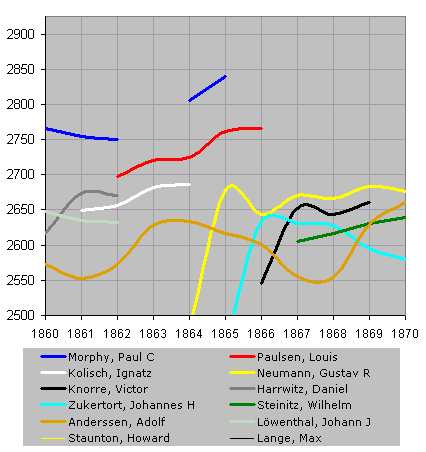 2900
2850
2800
2750
2700
2650
2600
2550
2500
1860 1861 1862 1863 1864 1865 1866 1867 1868 1869 1870
Morphy, Paul C Paulsen, Louis
Kolisch, Ignatz Neumann, Gustav R
Knorre, Victor Harrwitz, Daniel
Zukertort, Johannes H Steinitz, Wilhelm
Anderssen, Adolf Löwenthal, Johann J
Staunton, Howard Lange, Max